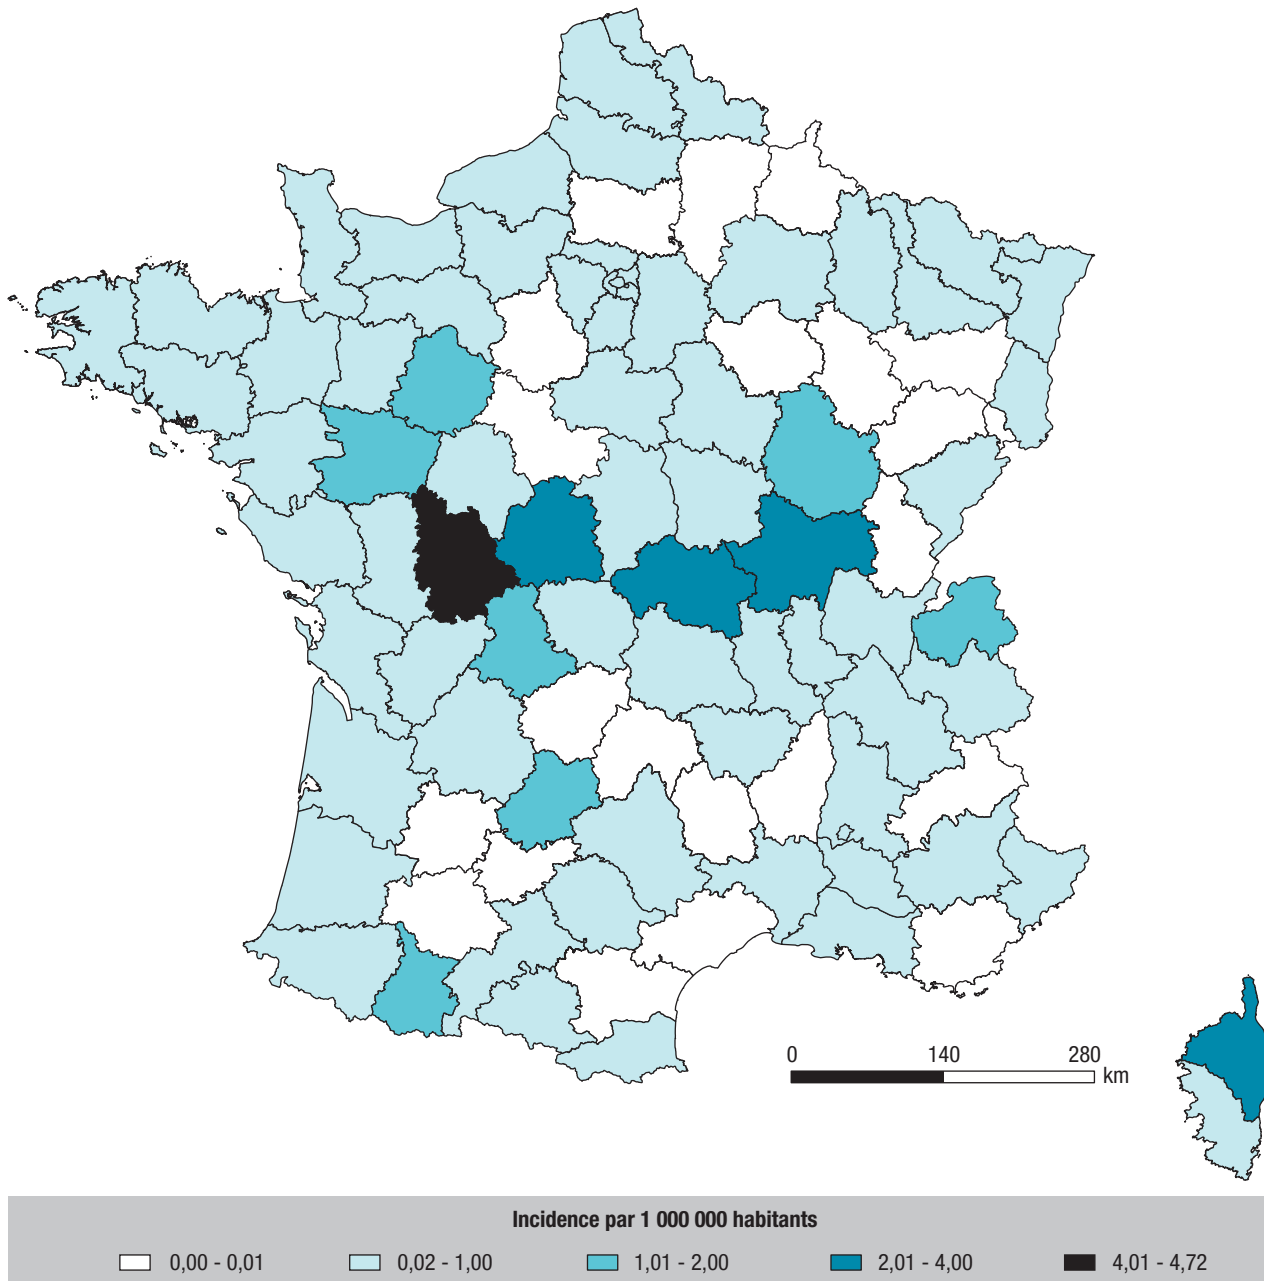 0 140 280
km
Incidence par 1 000 000 habitants
0,00 - 0,01 0,02 - 1,00 1,01 - 2,00 2,01 - 4,00 4,01 - 4,72